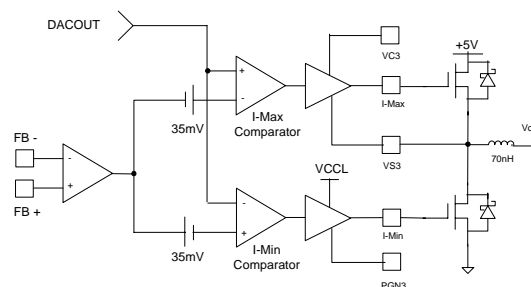 DACOUT
+5V
VC3
+
-
I-Max
Comparator
I-Max
35mV
FB -
-
FB +
+
VS3
70nH
VCCL
-
+
I-Min
Comparator
I-Min
35mV
PGN3